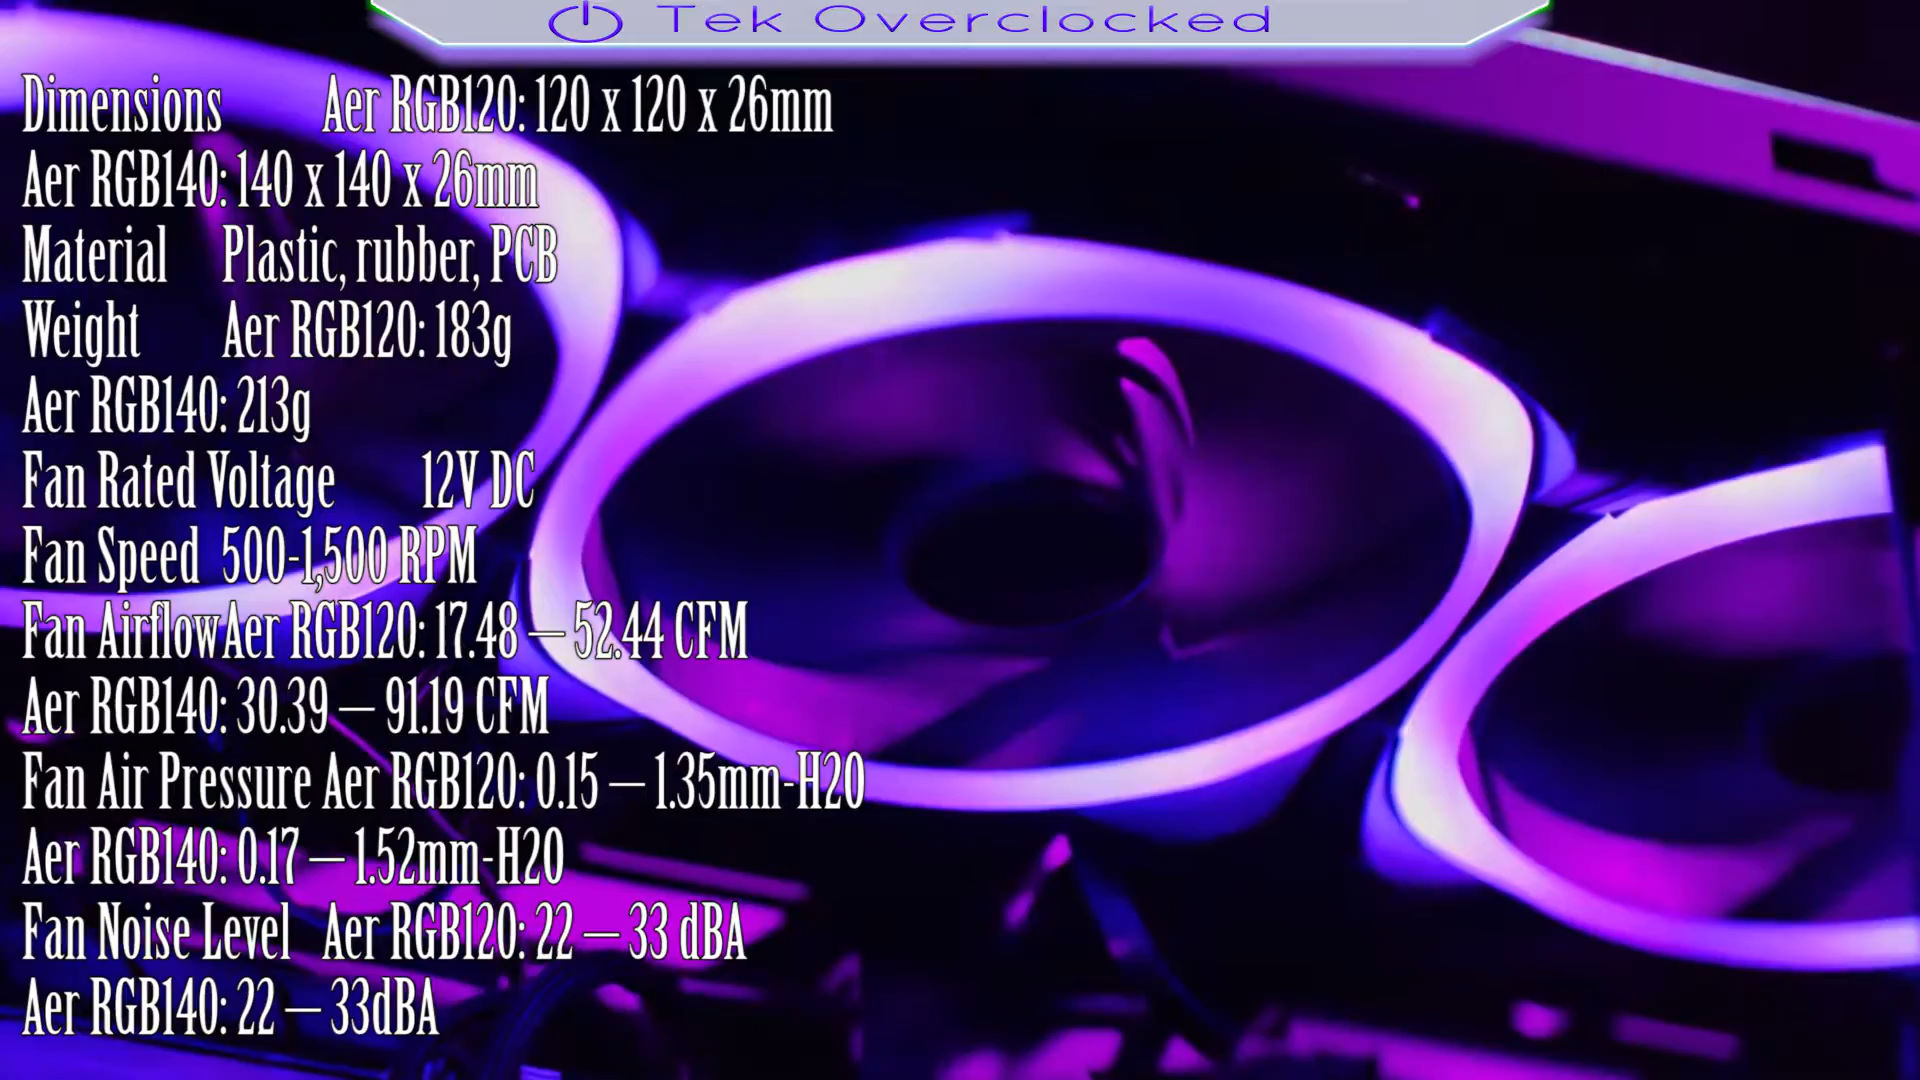 Tek Overclocked
Dimensions Aer RGB120: 120 x 120 x 26mm
Aer RGB140: 140 x 140 x 26mm
Material Plastic, rubber, PCB
Weight Aer RGB120: 183g
Aer RGB140: 213g
Fan Rated Voltage 12V DC
Fan Speed 500-1,500 RPM
Fan AirflowAer RGB120: 17.48 – 52.44 CFM
Aer RGB140: 30.39 – 91.19 CFM
Fan Air Pressure Aer RGB120: 0.15 – 1.35mm-H20
Aer RGB140: 0.17 – 1.52mm-H20
Fan Noise Level Aer RGB120: 22 – 33 dBA
Aer RGB140: 22 – 33dBA